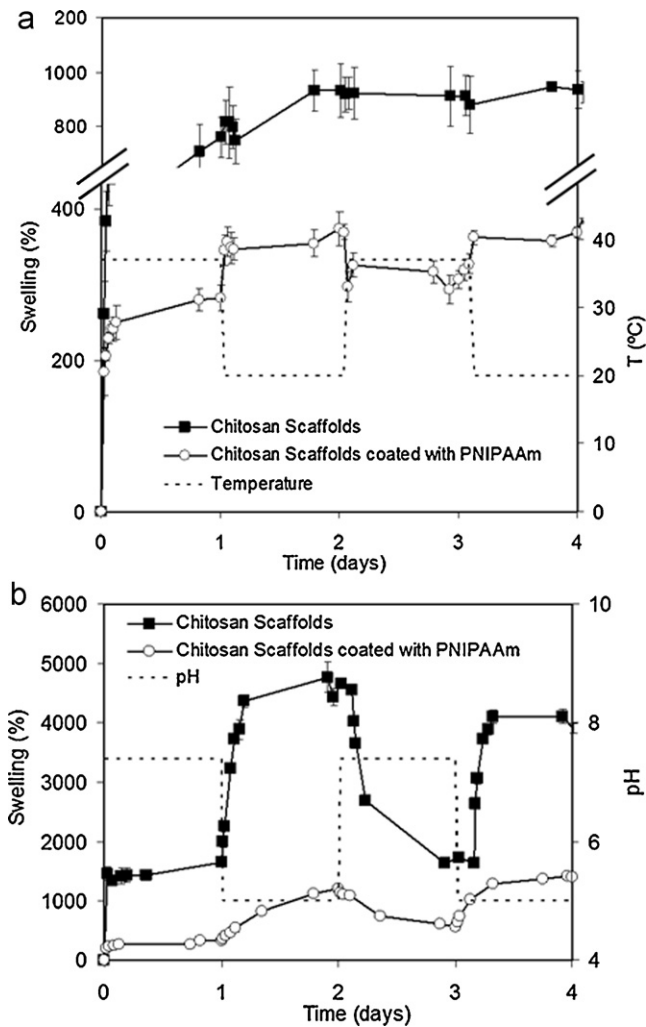 a
200
1000
800
400
200
0
Swelling (%)
40
30
20
10
0
T (ºC)
Chitosan Scaffolds
Chitosan Scaffolds coated with PNIPAAm
Temperature
0 1 2 3 4
Time (days)
b
6000
5000
4000
3000
2000
1000
0
Swelling (%)
10
8
6
4
pH
Chitosan Scaffolds
Chitosan Scaffolds coated with PNIPAAm
pH
0 1 2 3 4
Time (days)